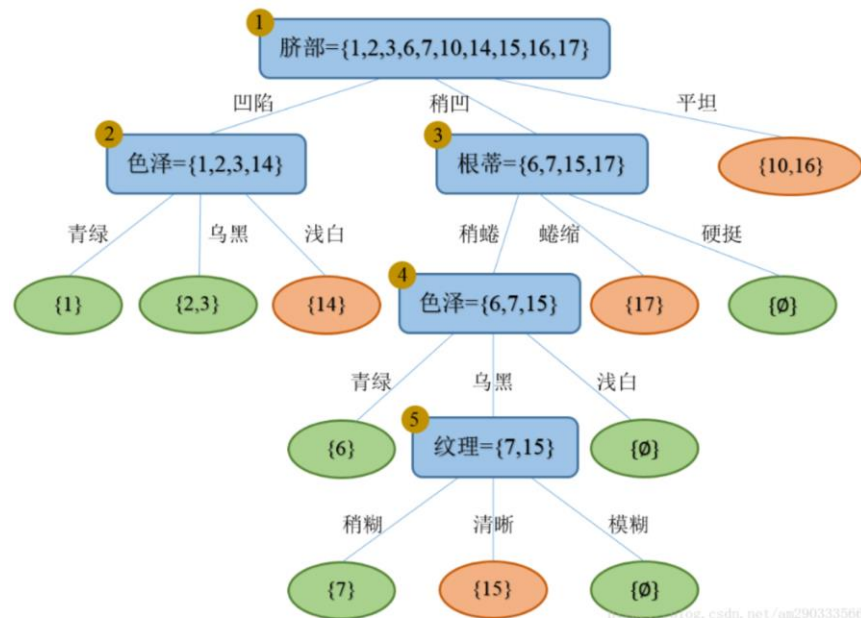 1
脐部={1,2,3,6,7,10,14,15,16,17}
凹陷 稍凹 平坦
2 3
色泽={1,2,3,14} 根蒂={6,7,15,17} {10,16}
青绿 乌黑 浅白 稍蜷 蜷缩 硬挺
4
{1} {2,3} {14} 色泽={6,7,15} {17} {Ø}
青绿 乌黑 浅白
5
{6} 纹理={7,15} {Ø}
稍糊 清晰 模糊
{7} {15} {Ø}
blog.csdn.net/am290333566